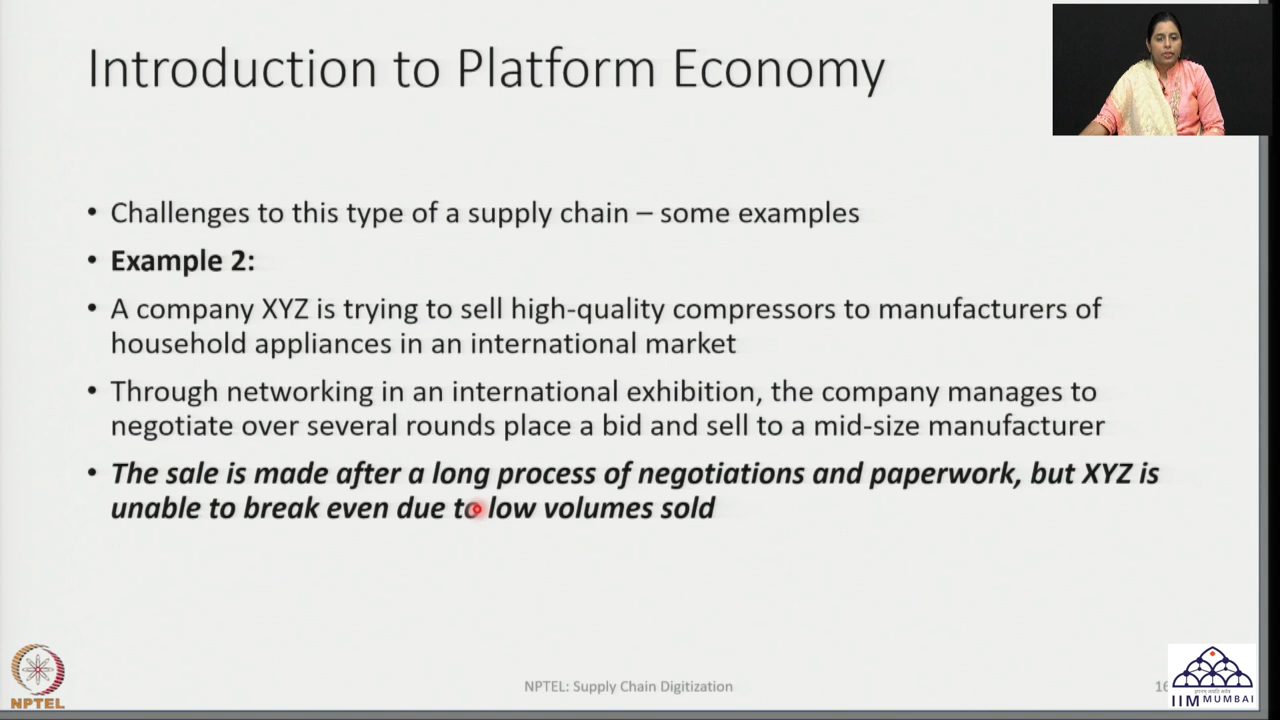 Introduction to Platform Economy
• Challenges to this type of a supply chain – some examples
• Example 2:
• A company XYZ is trying to sell high-quality compressors to manufacturers of
household appliances in an international market
• Through networking in an international exhibition, the company manages to
negotiate over several rounds place a bid and sell to a mid-size manufacturer
• The sale is made after a long process of negotiations and paperwork, but XYZ is
unable to break even due to low volumes sold
NPTEL
NPTEL: Supply Chain Digitization
IIM MUMBAI